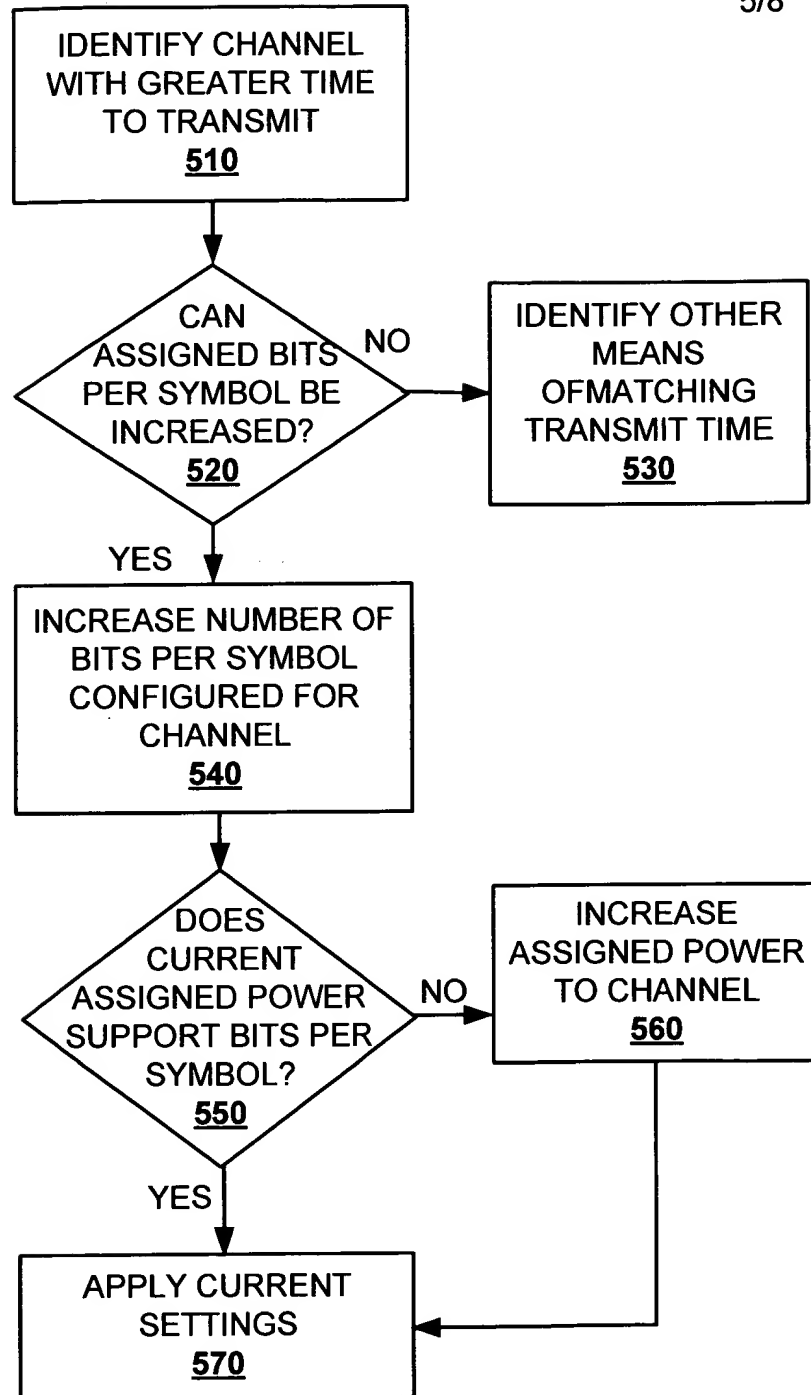 5/8
IDENTIFY CHANNEL
WITH GREATER TIME
TO TRANSMIT
510
CAN
ASSIGNED BITS
PER SYMBOL BE
INCREASED?
520
NO
IDENTIFY OTHER
MEANS
OFMATCHING
TRANSMIT TIME
530
YES
INCREASE NUMBER OF
BITS PER SYMBOL
CONFIGURED FOR
CHANNEL
540
DOES
CURRENT
ASSIGNED POWER
SUPPORT BITS PER
SYMBOL?
550
NO
INCREASE
ASSIGNED POWER
TO CHANNEL
560
YES
APPLY CURRENT
SETTINGS
570